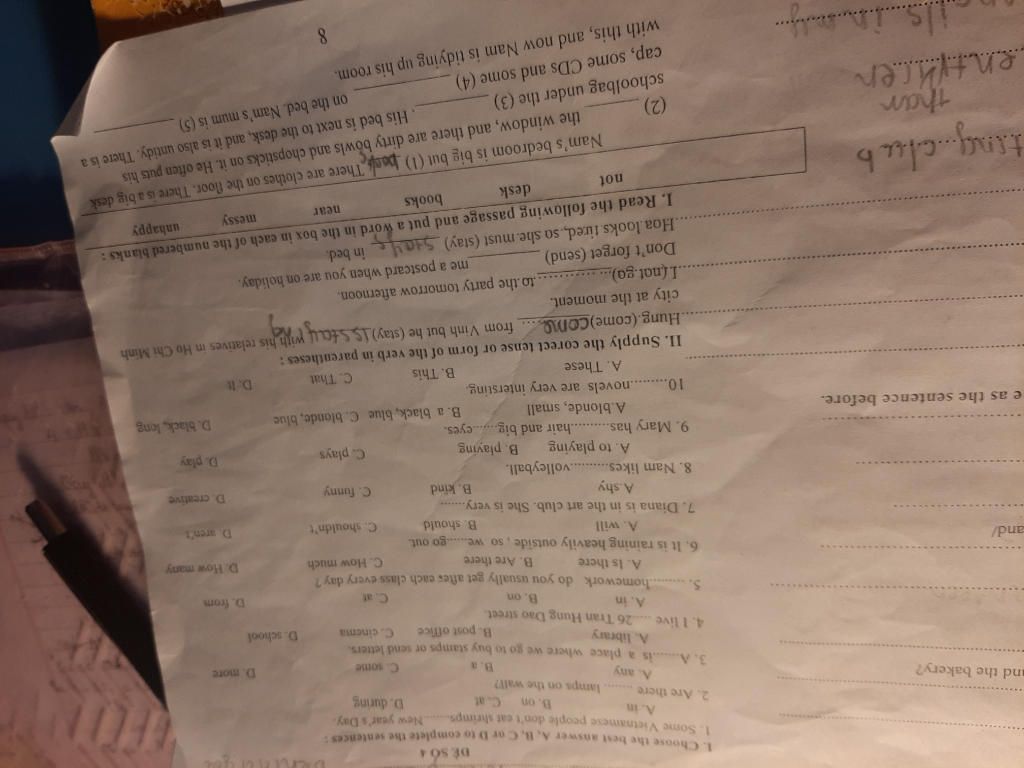 ĐỀ SỐ 4
I. Choose the best answer A, B, C or D to complete the sentences :
1. Some Vietnamese people don't eat shrimps........ New year's Day.
A. in B. on C. at D. during
2. Are there ......... lamps on the wall?
A. any B. a C. some D. more
3. A.......is a place where we go to buy stamps or send letters.
A. library B. post office C. cinema D. school
4. I live ......26 Tran Hung Dao street.
A. in B. on C. at D. from
5. .........homework do you usually get after each class every day ?
A. Is there B. Are there C. How much D. How many
6. It is raining heavily outside , so we......go out.
A. will B. should C. shouldn't D. aren't
7. Diana is in the art club. She is very........
A.shy B. kind C. funny D. creative
8. Nam likes..........volleyball.
A. to playing B. playing C. plays D. play
9. Mary has..........hair and big.......eyes.
A.blonde, small B. a black, blue C. blonde, blue D. black, long
10..........novels are very intersting.
A. These B. This C. That D. It
II. Supply the correct tense or form of the verb in parentheses :
Hung.(come)come... from Vinh but he (stay) is staying with his relatives in Ho Chi Minh
city at the moment.
I.(not go)..................to the party tomorrow afternoon.
Don't forget (send) __________ me a postcard when you are on holiday.
Hoa looks tired, so she.must (stay) stay in bed.
I. Read the following passage and put a word in the box in each of the numbered blanks :
not desk books near messy unhappy
Nam's bedroom is big but (1) There are clothes on the floor. There is a big desk
(2) ________ the window, and there are dirty bowls and chopsticks on it. He often puts his
schoolbag under the (3) __________. His bed is next to the desk, and it is also untidy. There is a
cap, some CDs and some (4) __________ on the bed. Nam's mum is (5) __________
with this, and now Nam is tidying up his room.
8
e as the sentence before.
and/
and the bakery?
ils in my
than
club